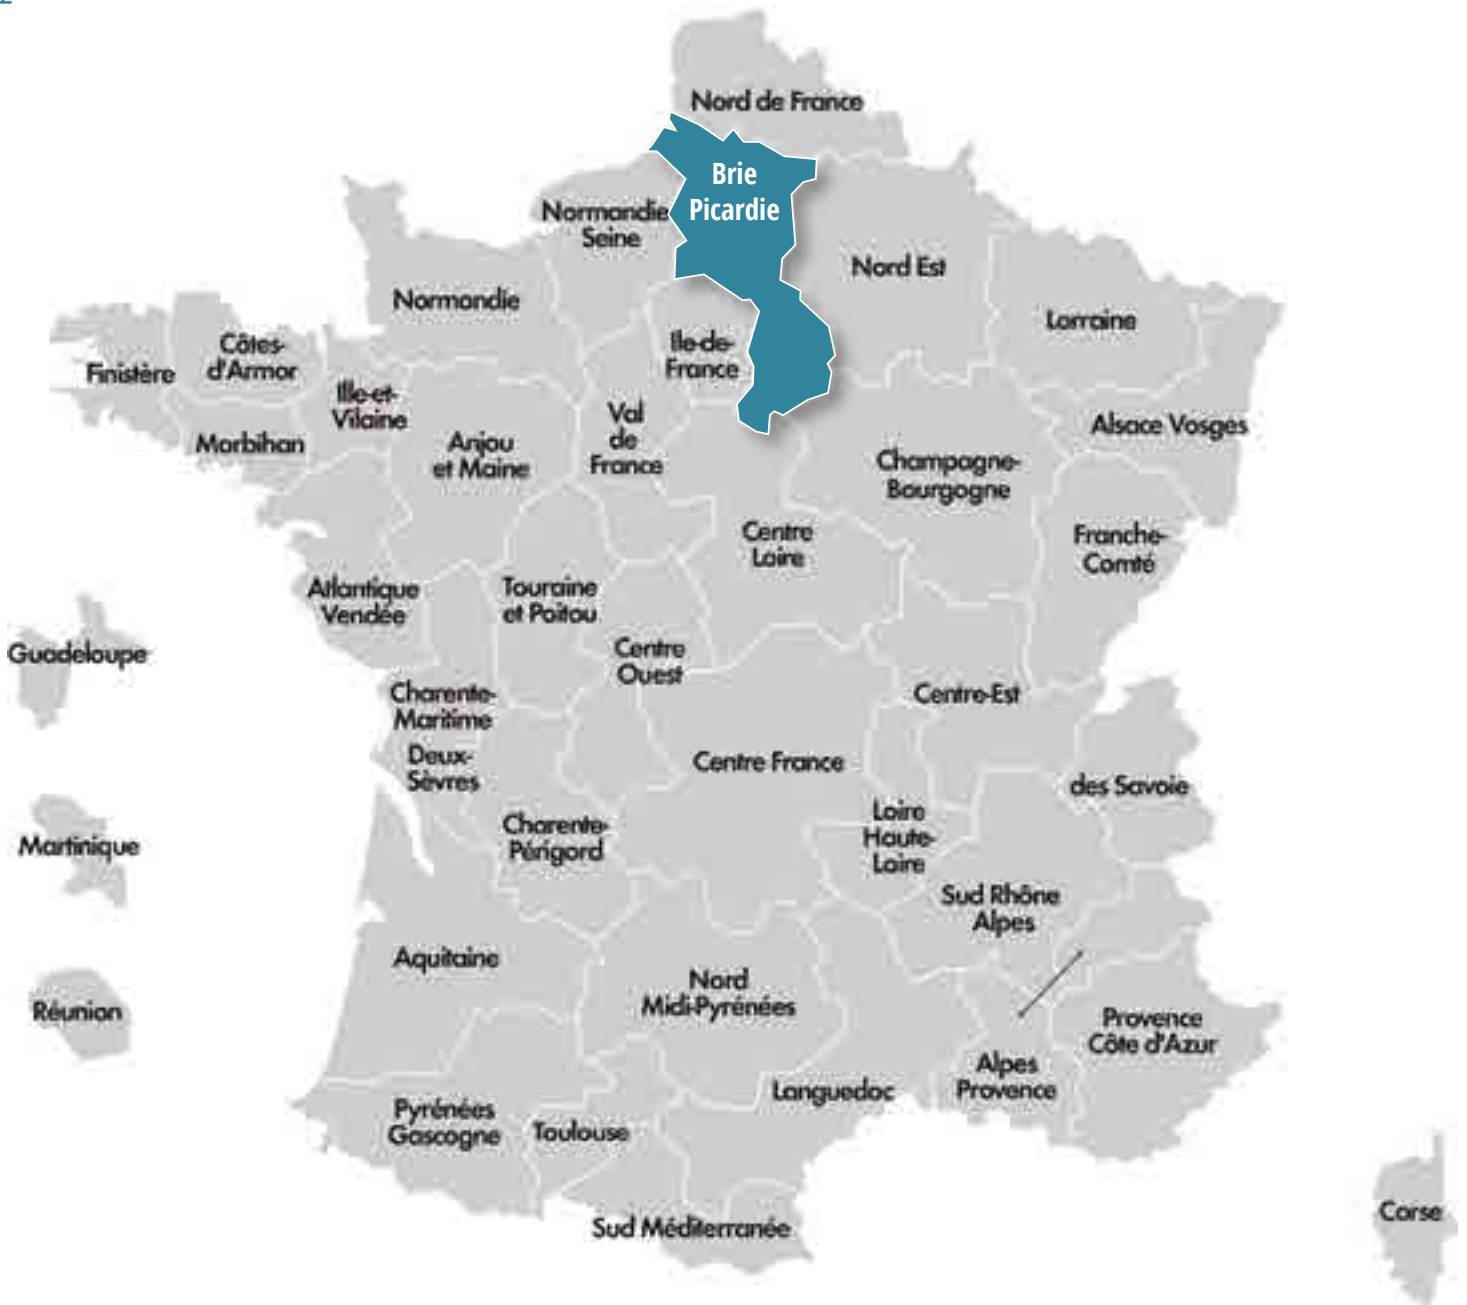 Nord de France
Brie
Picardie
Normandie
Seine
Nord Est
Normandie
Lorraine
Côtes-
d'Armor
Ile-de-
France
Finistère
Ille-et-
Vilaine
Val
de
France
Alsace Vosges
Morbihan
Anjou
et Maine
Champagne-
Bourgogne
Centre
Loire
Franche-
Comté
Atlantique
Vendée
Touraine
et Poitou
Guadeloupe
Centre
Ouest
Charente-
Maritime
Deux-
Sèvres
Centre-Est
Centre France
des Savoie
Martinique
Charente-
Périgord
Loire
Haute-
Loire
Sud Rhône
Alpes
Aquitaine
Nord
Midi-Pyrénées
Réunion
Provence
Côte d'Azur
Alpes
Provence
Languedoc
Pyrénées
Gascogne
Toulouse
Sud Méditerranée
Corse